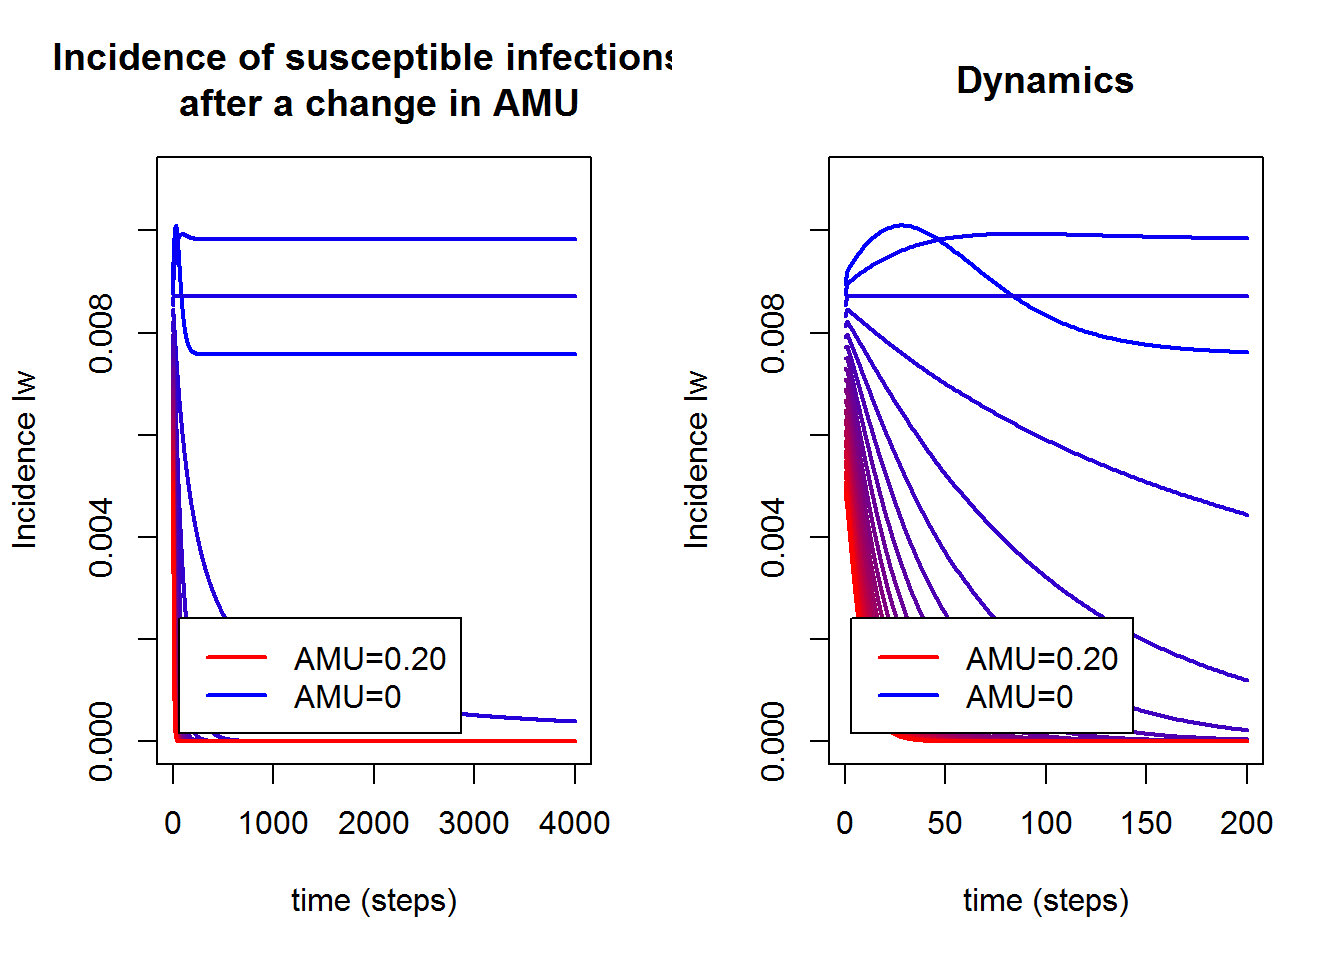 Incidence of susceptible infections
after a change in AMU
Incidence Iw
0.000
0.004
0.008
AMU=0.20
AMU=0
0 1000 2000 3000 4000
time (steps)
Dynamics
Incidence Iw
0.000
0.004
0.008
AMU=0.20
AMU=0
0 50 100 150 200
time (steps)